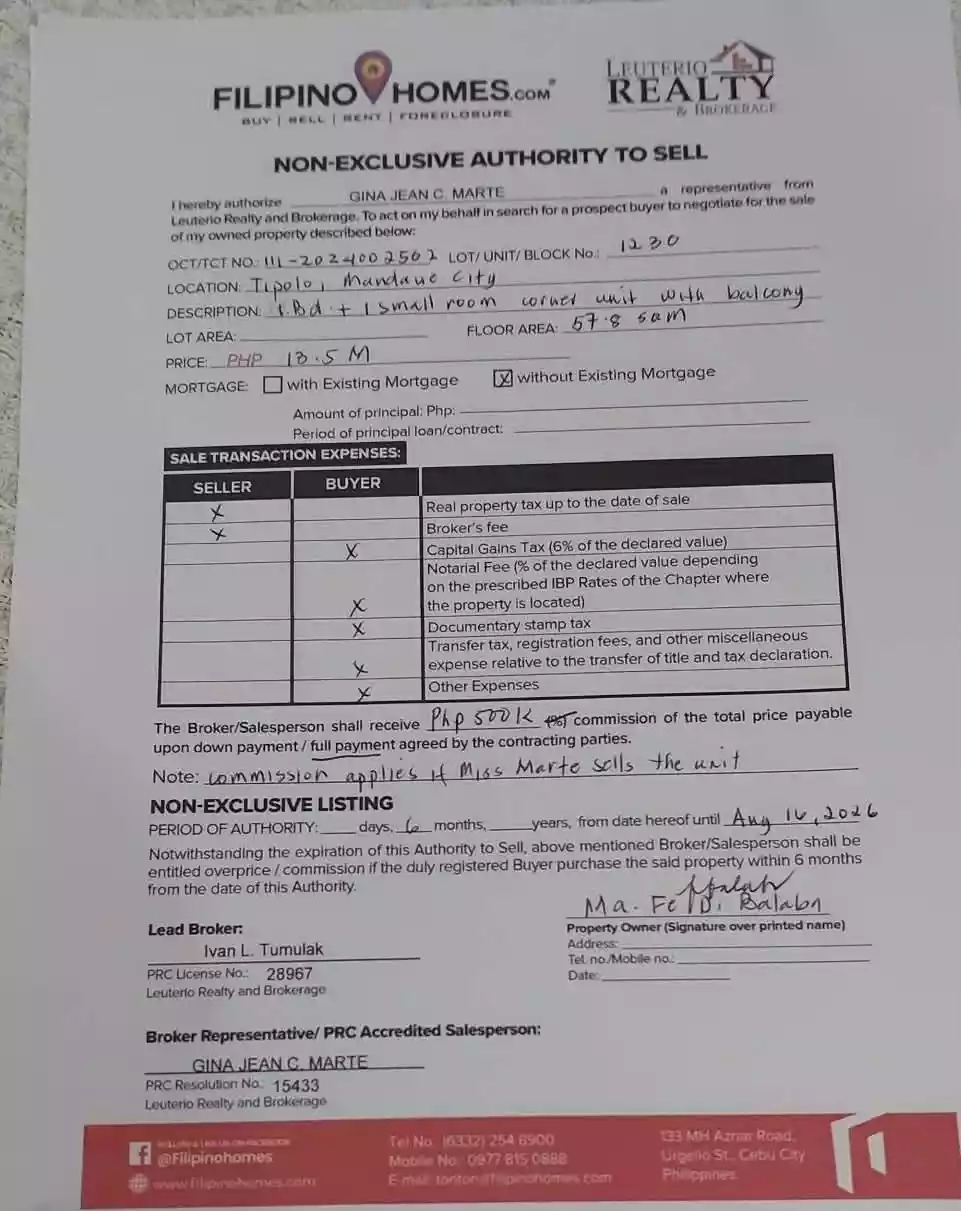 FILIPINO HOMES.COM
BUY | SELL | RENT | FORECLOSURE
LEUTERIO
REALTY
& BROKERAGE
NON-EXCLUSIVE AUTHORITY TO SELL
I hereby authorize GINA JEAN C. MARTE a representative from
Leuterio Realty and Brokerage. To act on my behalf in search for a prospect buyer to negotiate for the sale
of my owned property described below:
OCT/TCT NO.: 111-2024002502 LOT/ UNIT/ BLOCK No.: 1230
LOCATION: Tipolo, Mandaue City
DESCRIPTION: 1 Bd + 1 small room corner unit with balcony
LOT AREA: FLOOR AREA: 57.8 sqm
PRICE: PHP 13.5 M
MORTGAGE: with Existing Mortgage X without Existing Mortgage
Amount of principal: Php:
Period of principal loan/contract:
SALE TRANSACTION EXPENSES:
SELLER BUYER
X Real property tax up to the date of sale
X Broker's fee
X Capital Gains Tax (6% of the declared value)
Notarial Fee (% of the declared value depending
on the prescribed IBP Rates of the Chapter where
X the property is located)
X Documentary stamp tax
Transfer tax, registration fees, and other miscellaneous
X expense relative to the transfer of title and tax declaration.
X Other Expenses
The Broker/Salesperson shall receive Php 500K commission of the total price payable
upon down payment / full payment agreed by the contracting parties.
Note: commission applies if Miss Marte sells the unit
NON-EXCLUSIVE LISTING
PERIOD OF AUTHORITY: days, 6 months, years, from date hereof until Aug 16, 2026
Notwithstanding the expiration of this Authority to Sell, above mentioned Broker/Salesperson shall be
entitled overprice / commission if the duly registered Buyer purchase the said property within 6 months
from the date of this Authority.
Ma. Fe D. Balaba
Property Owner (Signature over printed name)
Address:
Tel. no./Mobile no.:
Date:
Lead Broker:
Ivan L. Tumulak
PRC License No.: 28967
Leuterio Realty and Brokerage
Broker Representative/ PRC Accredited Salesperson:
GINA JEAN C. MARTE
PRC Resolution No.: 15433
Leuterio Realty and Brokerage
@Filipinohomes
www.filipinohomes.com
Tel No.: (6332) 254 8900
Mobile No.: 0977 815 0888
E-mail: tonton@filipinohomes.com
133 MH Aznar Road,
Urgello St., Cebu City
Philippines